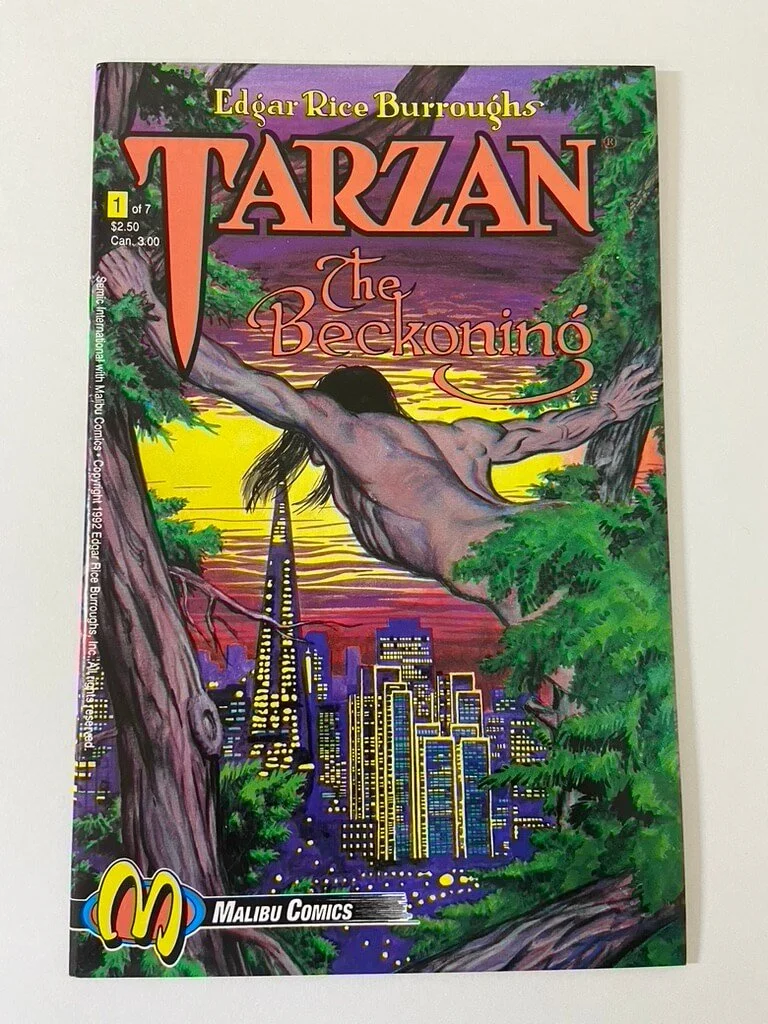 Edgar Rice Burroughs
TARZAN®
1 of 7
$2.50
Can. 3.00
The
Beckoning
Semic International with Malibu Comics • Copyright 1992 Edgar Rice Burroughs, Inc. All rights reserved.
M
MALIBU COMICS